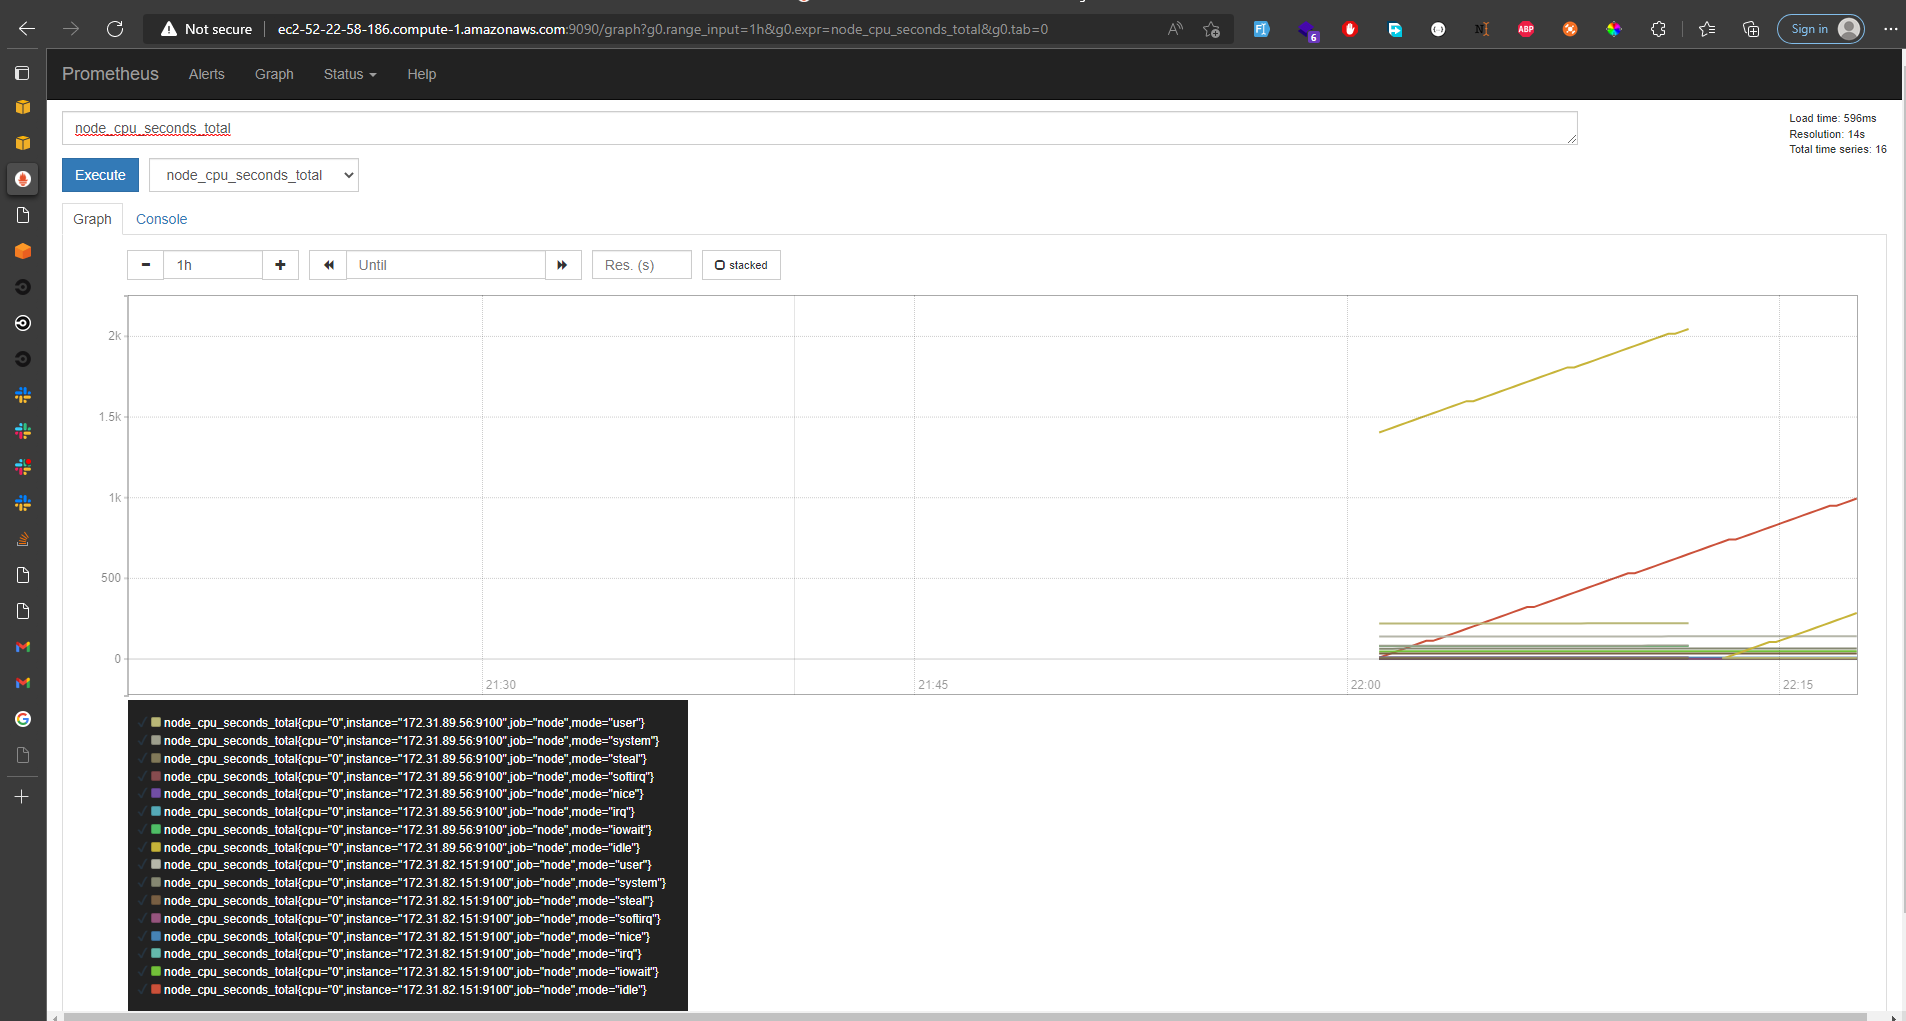 Not secure ec2-52-22-58-186.compute-1.amazonaws.com:9090/graph?g0.range_input=1h&g0.expr=node_cpu_seconds_total&g0.tab=0 A 6 ABP Sign in
Prometheus Alerts Graph Status Help
node_cpu_seconds_total
Load time: 596ms
Resolution: 14s
Total time series: 16
Execute node_cpu_seconds_total
Graph Console
1h Until Res. (s) stacked
2k
1.5k
1k
500
0
21:30 21:45 22:00 22:15
node_cpu_seconds_total{cpu="0",instance="172.31.89.56:9100",job="node",mode="user"}
node_cpu_seconds_total{cpu="0",instance="172.31.89.56:9100",job="node",mode="system"}
node_cpu_seconds_total{cpu="0",instance="172.31.89.56:9100",job="node",mode="steal"}
node_cpu_seconds_total{cpu="0",instance="172.31.89.56:9100",job="node",mode="softirq"}
node_cpu_seconds_total{cpu="0",instance="172.31.89.56:9100",job="node",mode="nice"}
node_cpu_seconds_total{cpu="0",instance="172.31.89.56:9100",job="node",mode="irq"}
node_cpu_seconds_total{cpu="0",instance="172.31.89.56:9100",job="node",mode="iowait"}
node_cpu_seconds_total{cpu="0",instance="172.31.89.56:9100",job="node",mode="idle"}
node_cpu_seconds_total{cpu="0",instance="172.31.82.151:9100",job="node",mode="user"}
node_cpu_seconds_total{cpu="0",instance="172.31.82.151:9100",job="node",mode="system"}
node_cpu_seconds_total{cpu="0",instance="172.31.82.151:9100",job="node",mode="steal"}
node_cpu_seconds_total{cpu="0",instance="172.31.82.151:9100",job="node",mode="softirq"}
node_cpu_seconds_total{cpu="0",instance="172.31.82.151:9100",job="node",mode="nice"}
node_cpu_seconds_total{cpu="0",instance="172.31.82.151:9100",job="node",mode="irq"}
node_cpu_seconds_total{cpu="0",instance="172.31.82.151:9100",job="node",mode="iowait"}
node_cpu_seconds_total{cpu="0",instance="172.31.82.151:9100",job="node",mode="idle"}